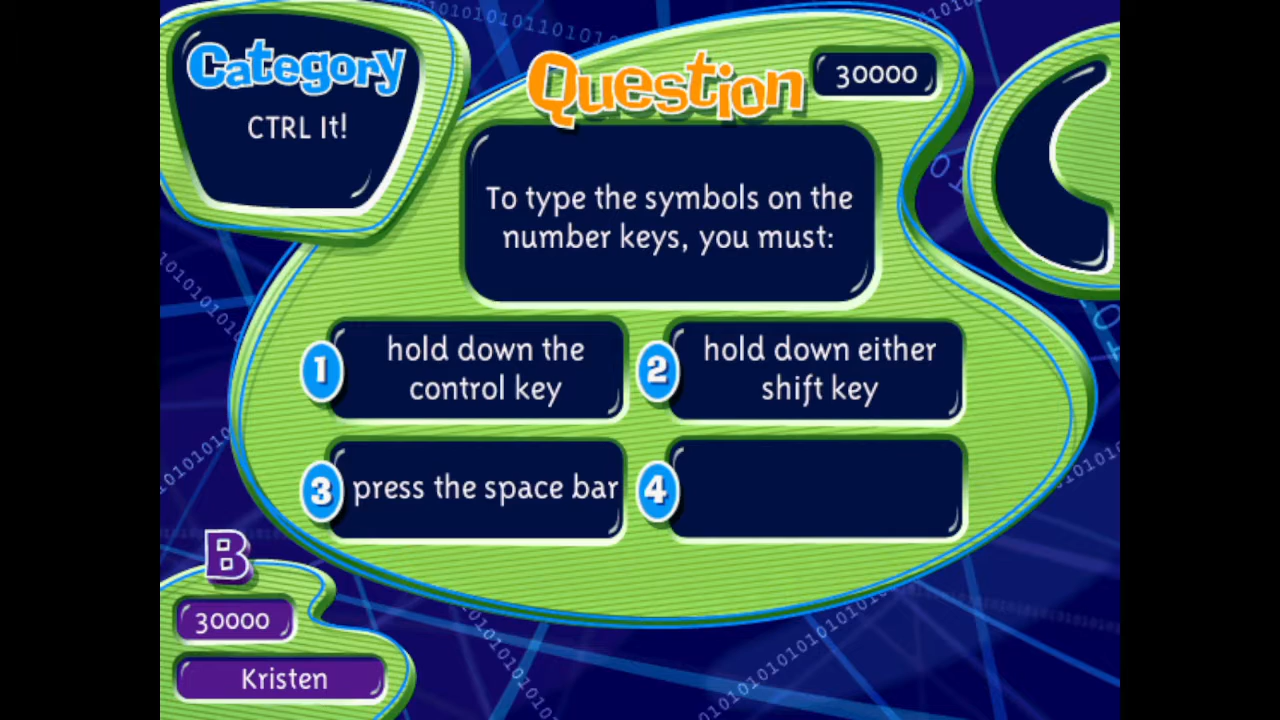 Category
CTRL It!
Question
30000
To type the symbols on the
number keys, you must:
1
hold down the
control key
2
hold down either
shift key
3
press the space bar
4
B
30000
Kristen